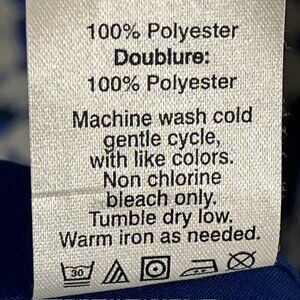 100% Polyester
Doublure:
100% Polyester
Machine wash cold
gentle cycle,
with like colors.
Non chlorine
bleach only.
Tumble dry low.
Warm iron as needed.
30